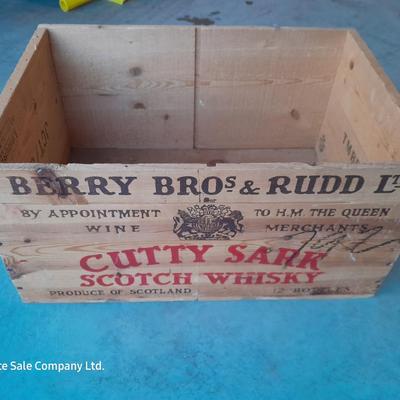 BERRY BROS & RUDD LTD
BY APPOINTMENT TO H.M. THE QUEEN
WINE MERCHANTS
CUTTY SARK
SCOTCH WHISKY
PRODUCE OF SCOTLAND 12 BOTTLES
te Sale Company Ltd.